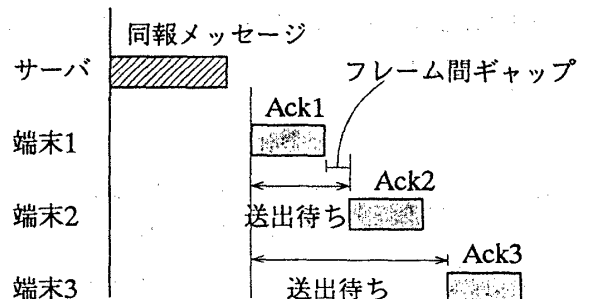 同報メッセージ
サーバ
フレーム間ギャップ
Ack1
端末1
Ack2
端末2
送出待ち
Ack3
端末3
送出待ち